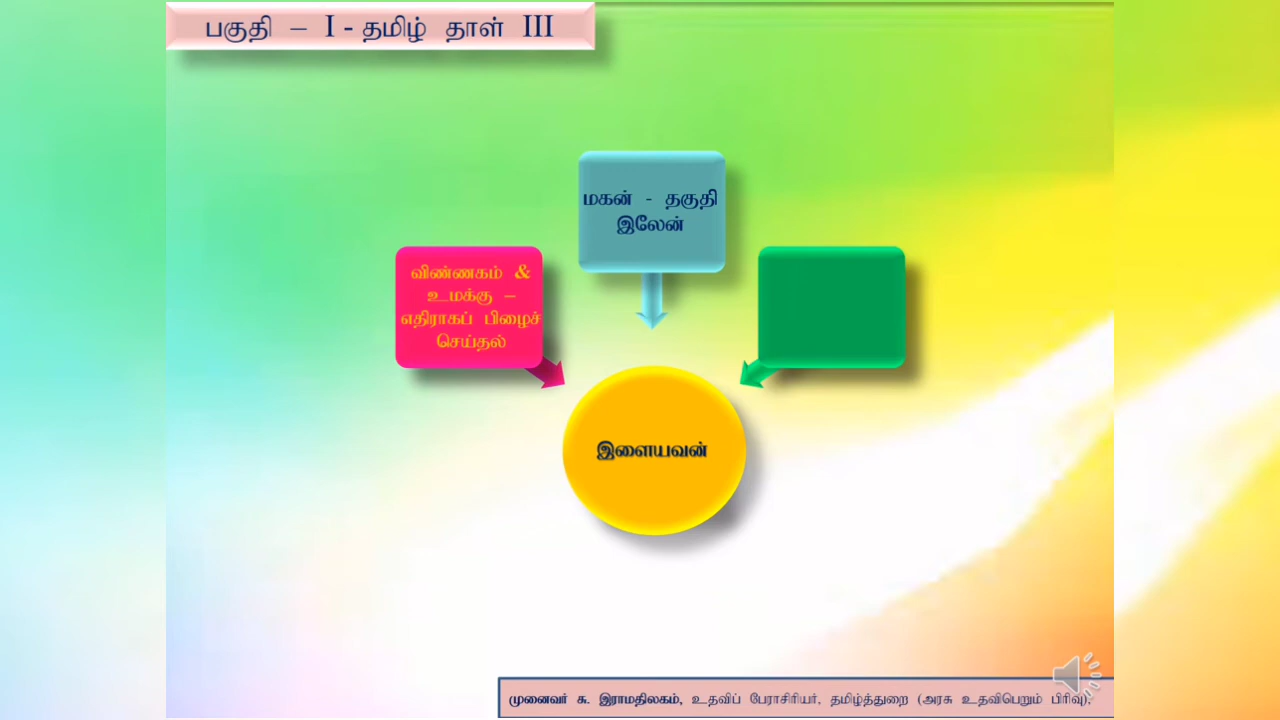 பகுதி – I - தமிழ் தாள் III
மகன் - தகுதி
இலேன்
விண்ணகம் &
உமக்கு –
எதிராகப் பிழைச்
செய்தல்
இளையவன்
முனைவர் சு. இராமதிலகம், உதவிப் பேராசிரியர், தமிழ்த்துறை (அரசு உதவிபெறும் பிரிவு),